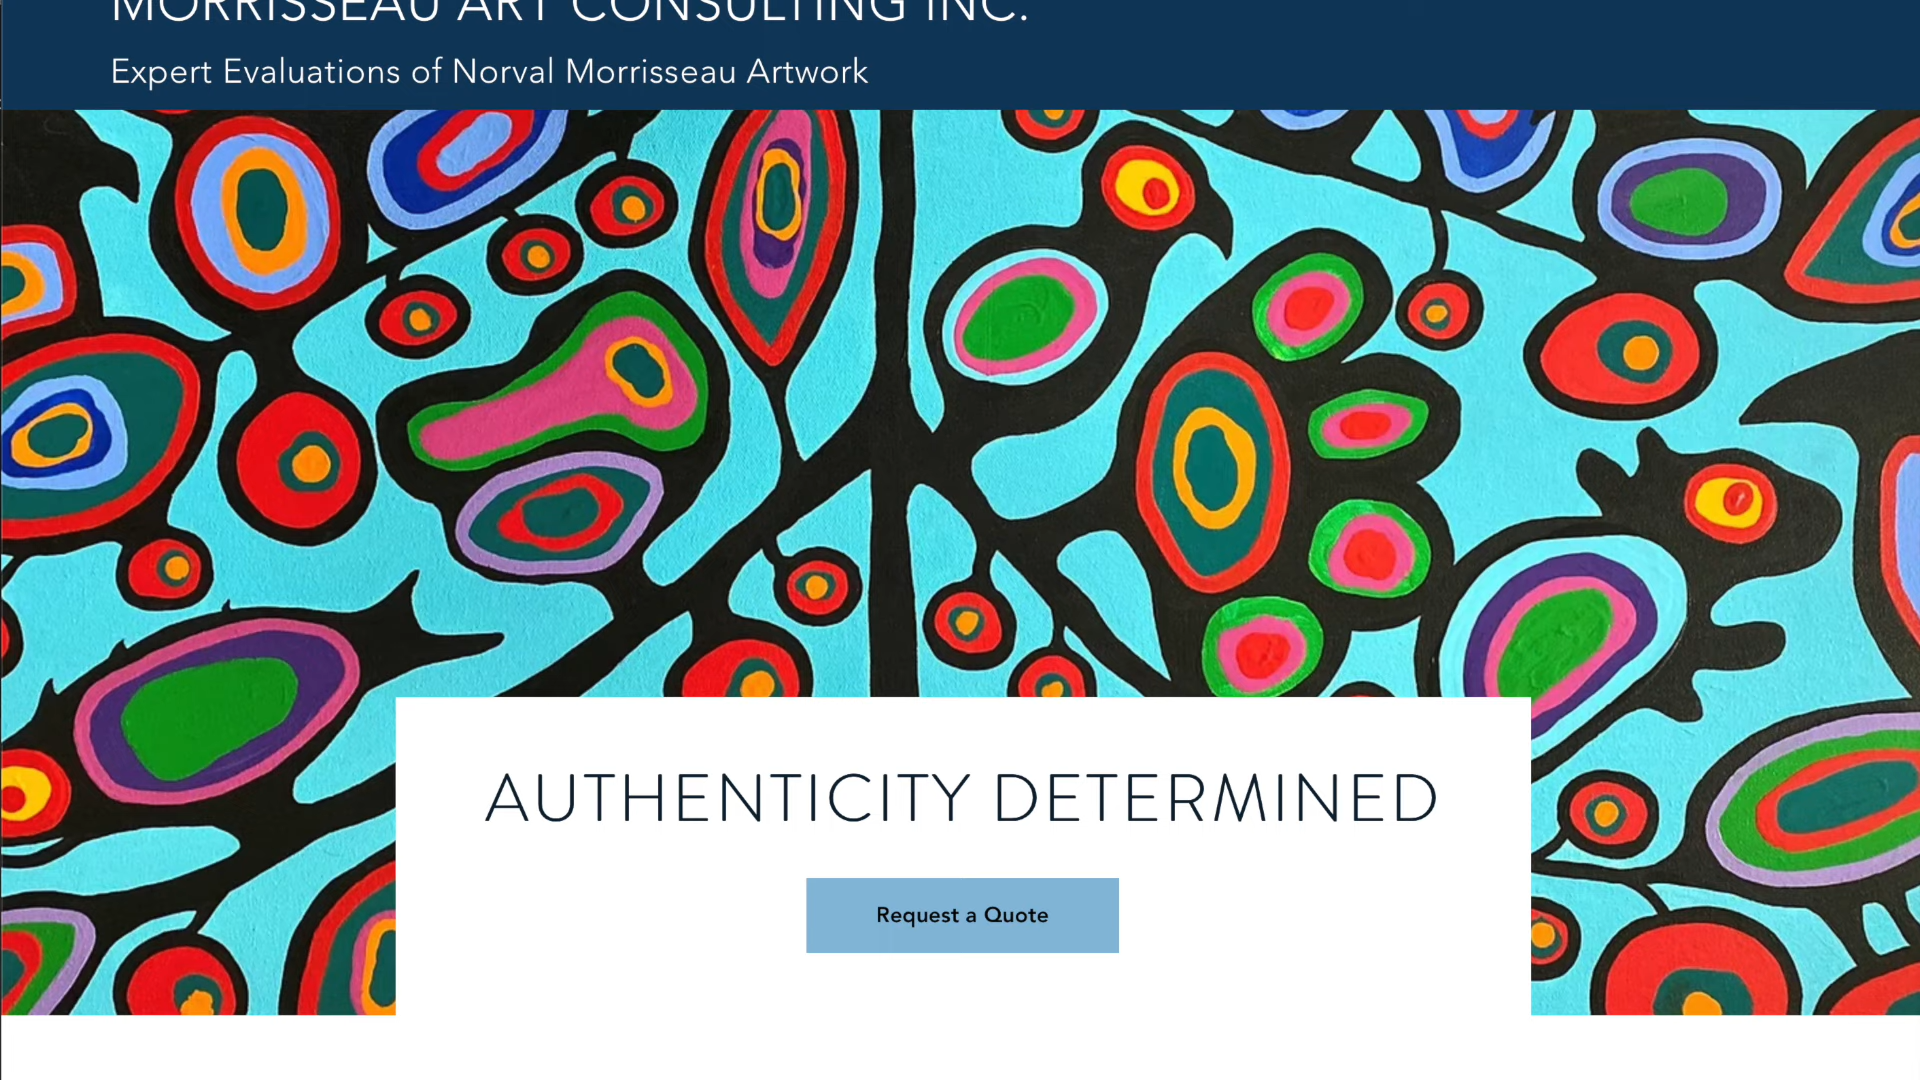 MORRISSEAU ART CONSULTING INC.
Expert Evaluations of Norval Morrisseau Artwork
AUTHENTICITY DETERMINED
Request a Quote